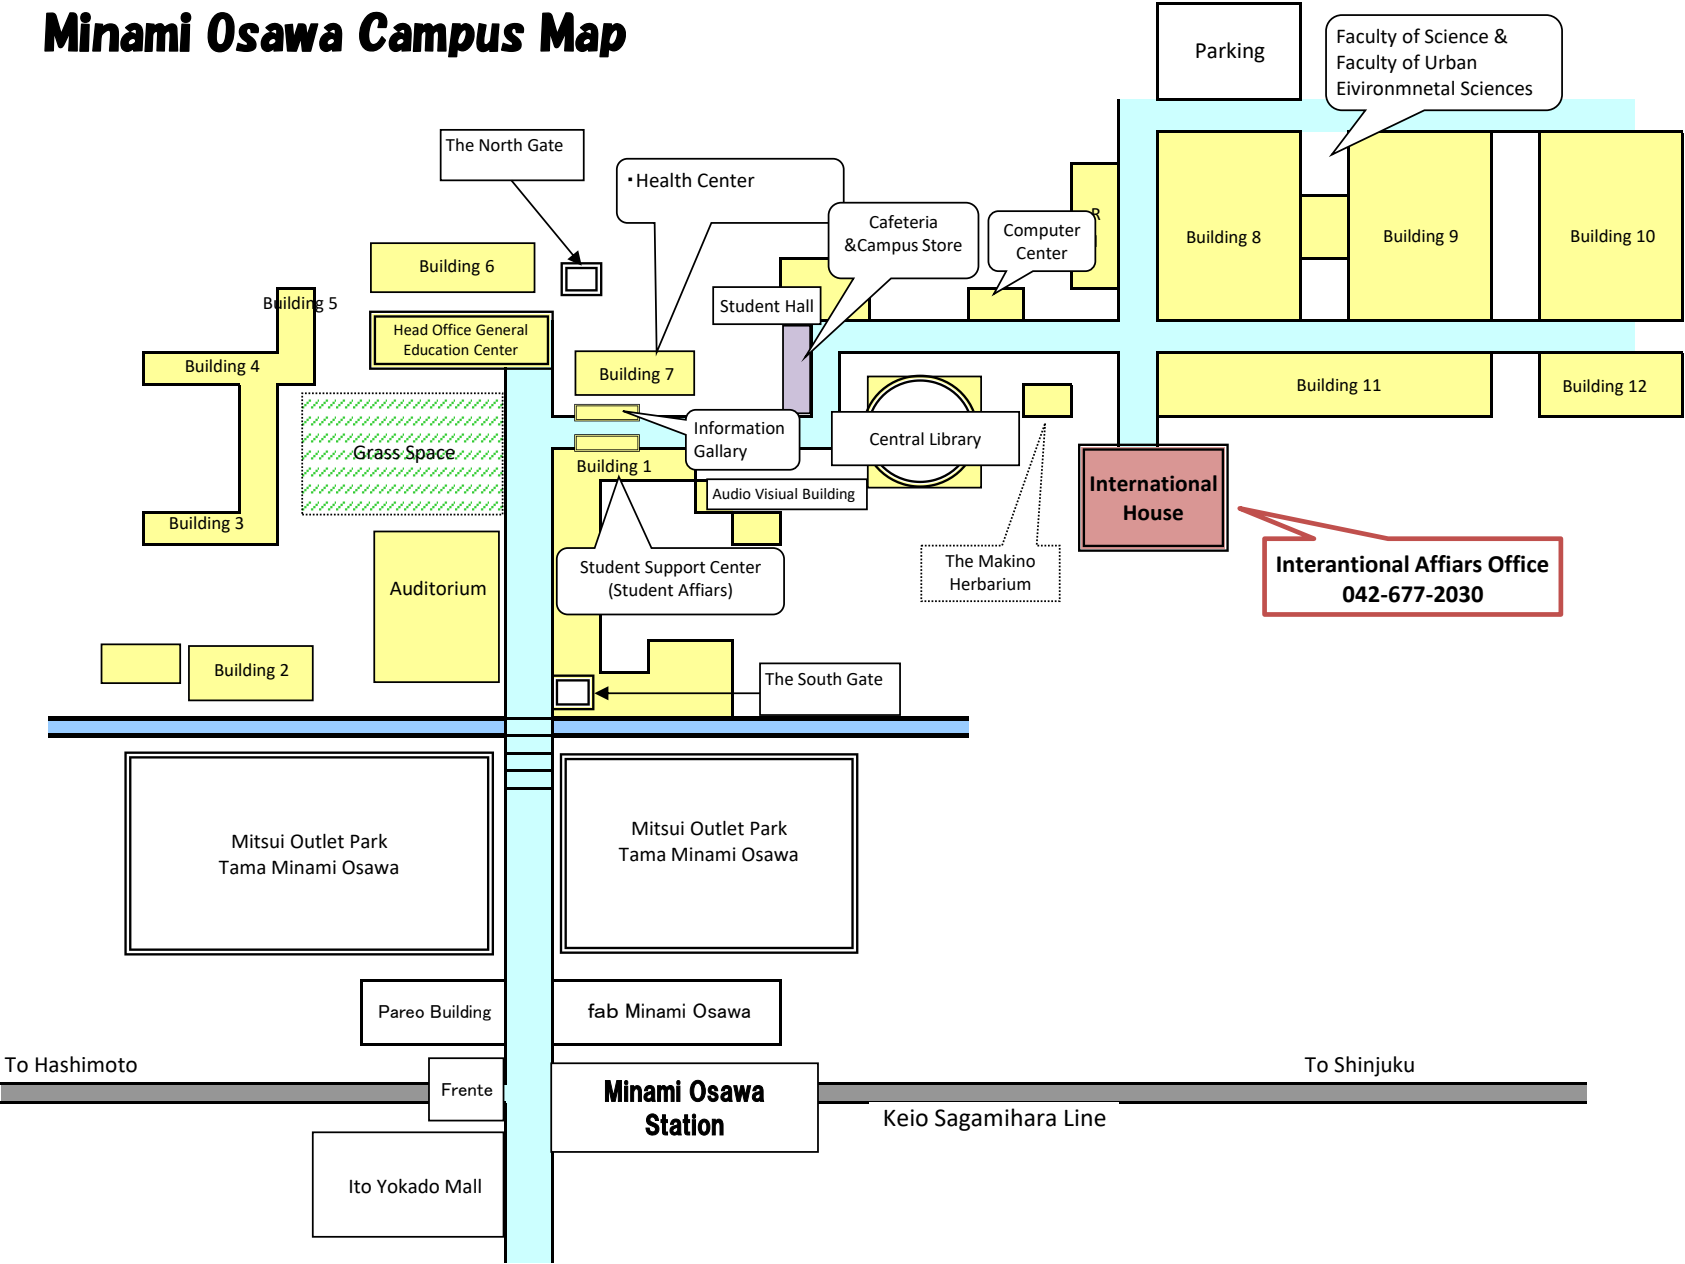 Minami Osawa Campus Map
Parking
Faculty of Science &
Faculty of Urban
Eivironmnetal Sciences
The North Gate
・Health Center
Cafeteria
&Campus Store
Computer
Center
R
Building 8
Building 9
Building 10
Building 6
Building 5
Student Hall
Head Office General
Education Center
Building 4
Building 7
Building 11
Building 12
Information
Gallary
Central Library
Grass Space
Building 1
Audio Visiual Building
International
House
Building 3
Student Support Center
(Student Affiars)
The Makino
Herbarium
Interantional Affiars Office
042-677-2030
Auditorium
Building 2
The South Gate
Mitsui Outlet Park
Tama Minami Osawa
Mitsui Outlet Park
Tama Minami Osawa
Pareo Building
fab Minami Osawa
To Hashimoto
To Shinjuku
Frente
Minami Osawa
Station
Keio Sagamihara Line
Ito Yokado Mall